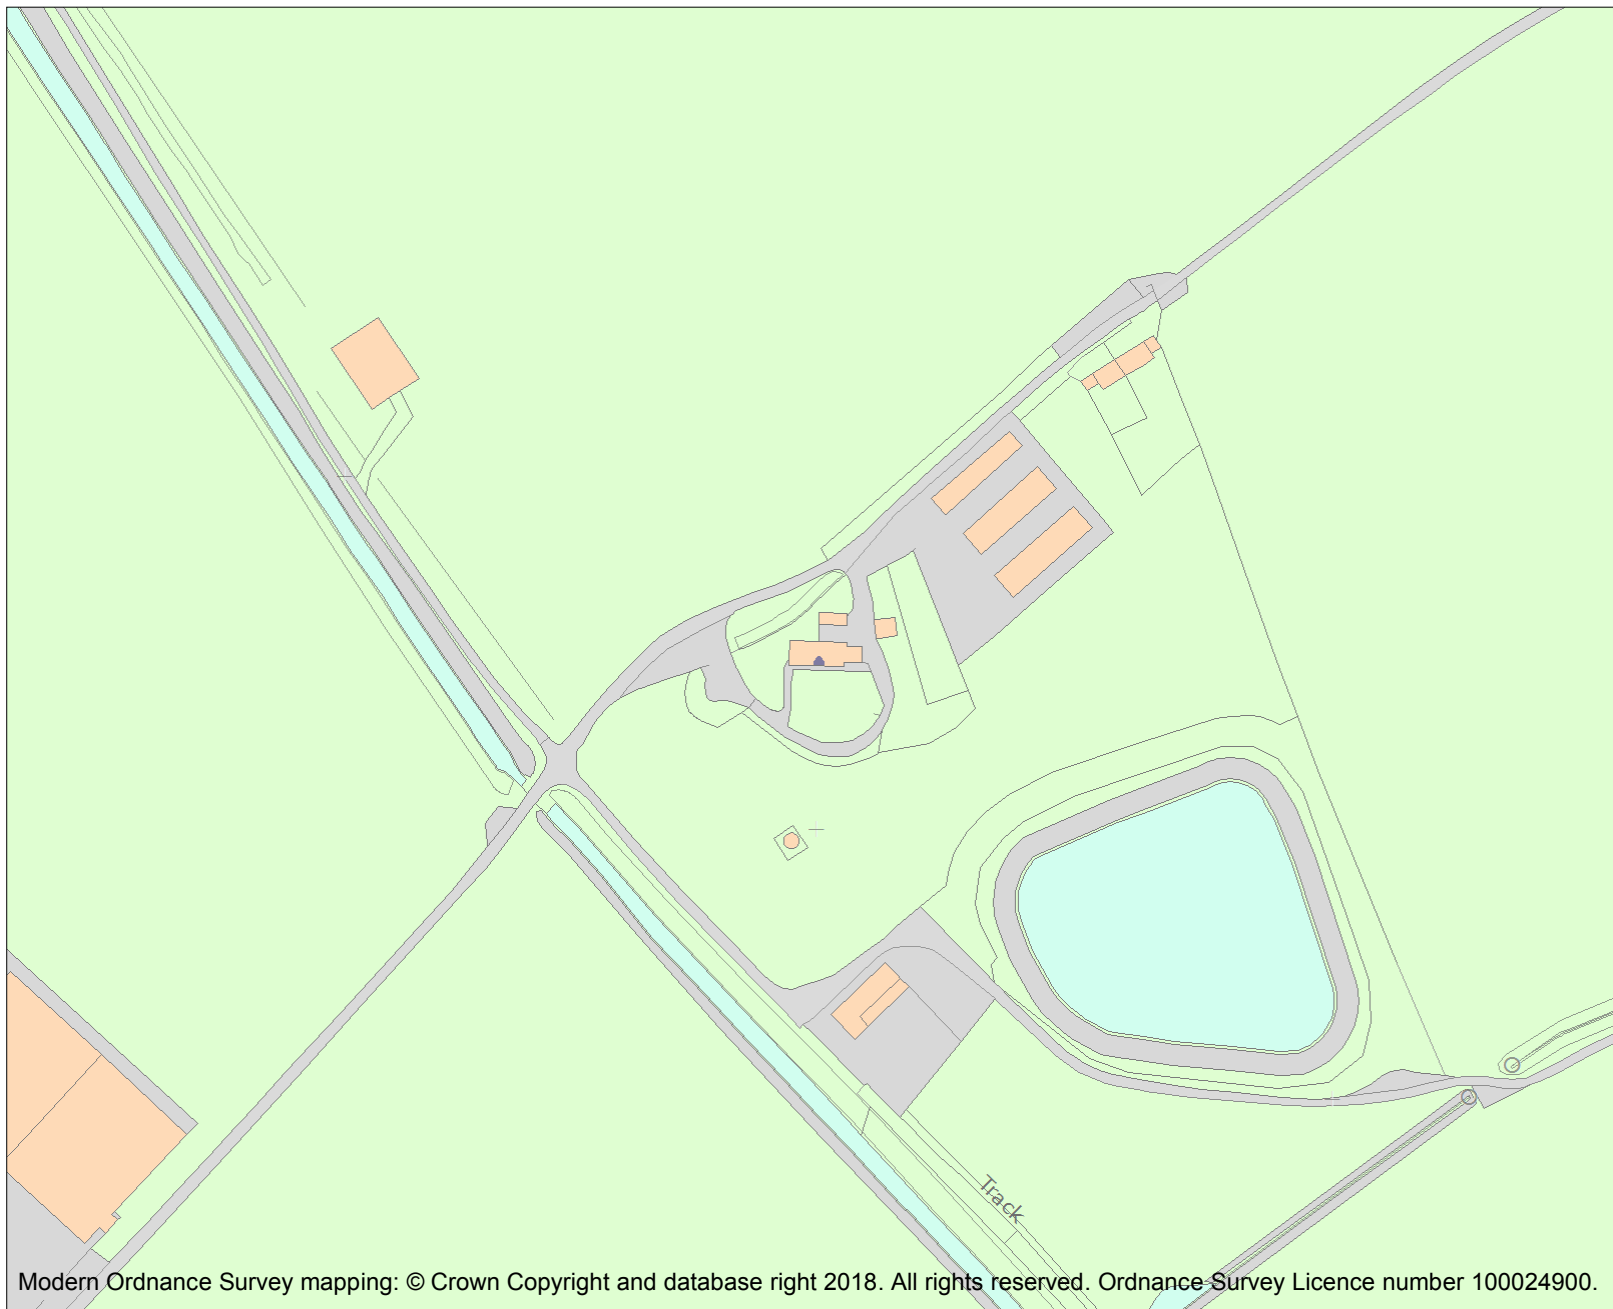 Track
Modern Ordnance Survey mapping: © Crown Copyright and database right 2018. All rights reserved. Ordnance Survey Licence number 100024900.